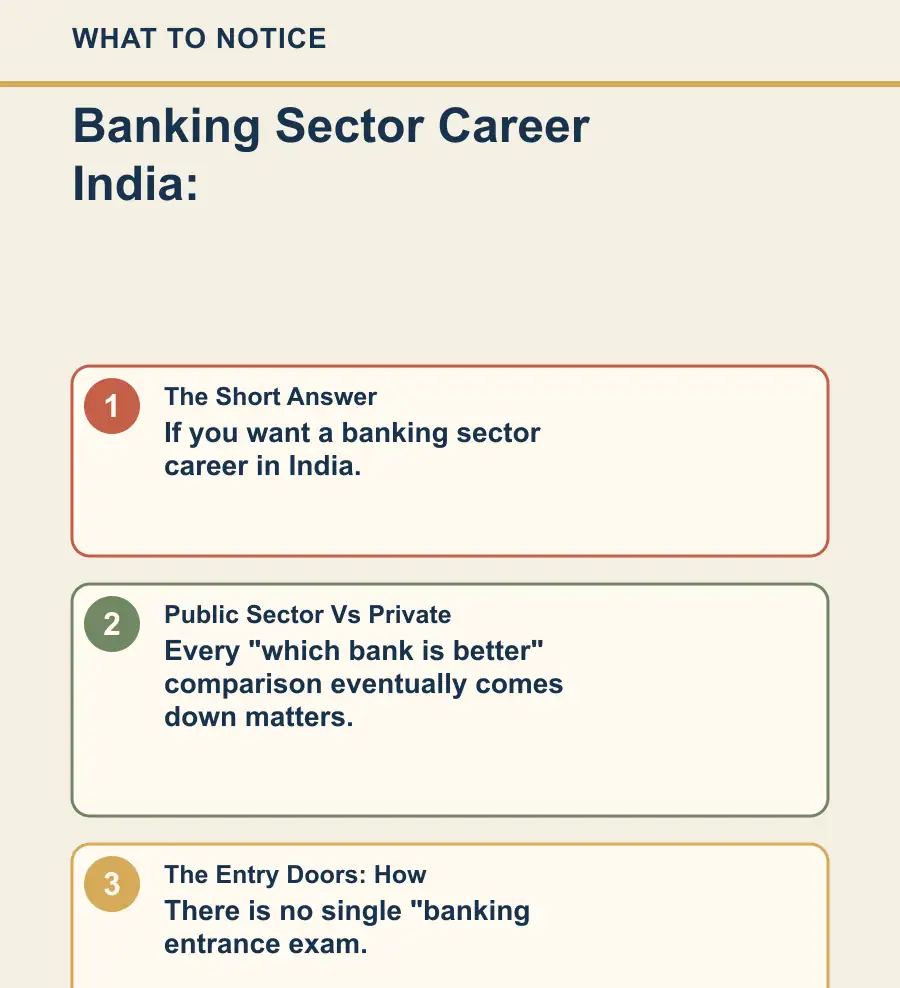 WHAT TO NOTICE
Banking Sector Career
India:
1
The Short Answer
If you want a banking sector
career in India.
2
Public Sector Vs Private
Every "which bank is better"
comparison eventually comes
down matters.
3
The Entry Doors: How
There is no single "banking
entrance exam.